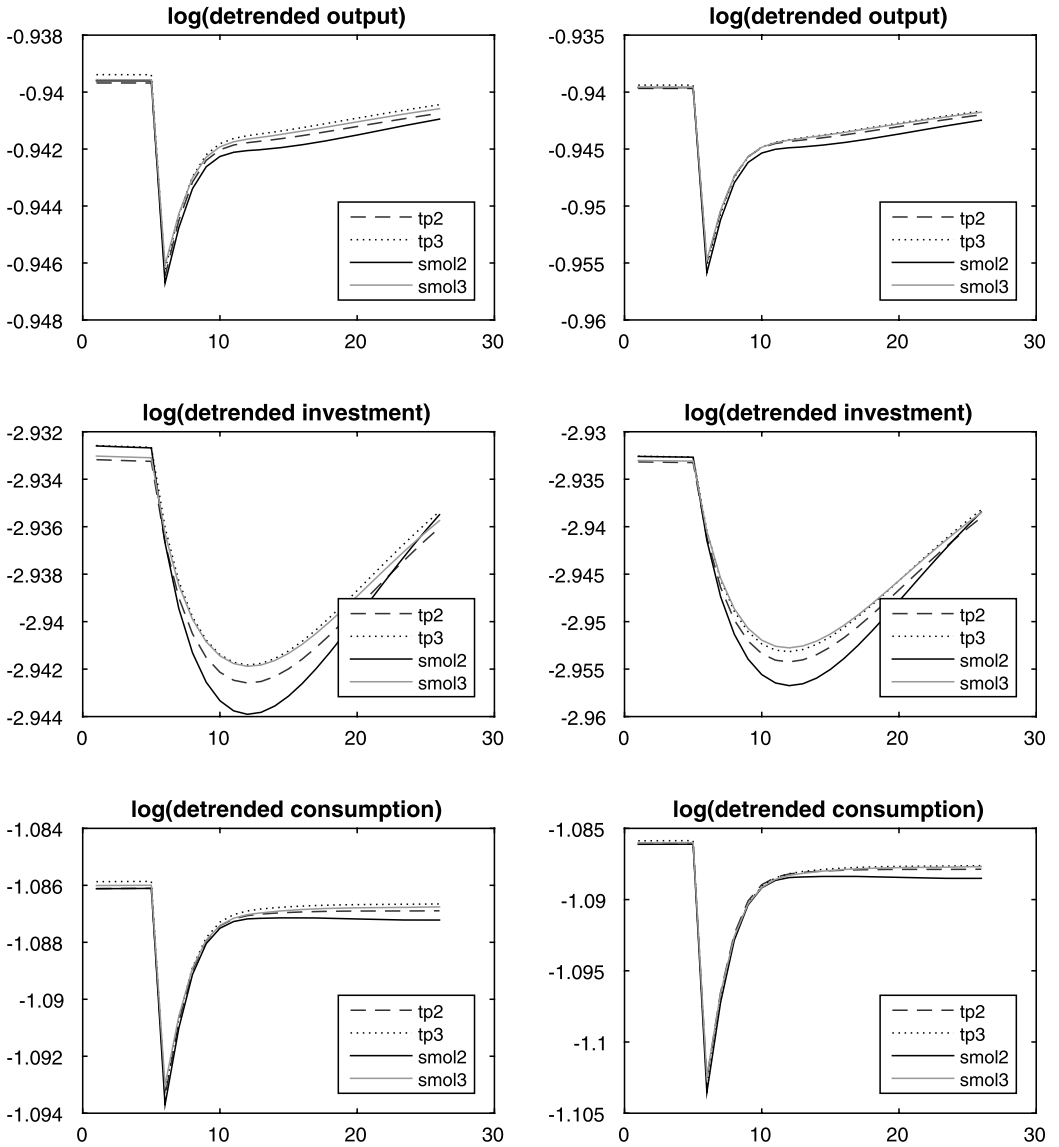 log(detrended output)
-0.938
-0.94
-0.942
-0.944
-0.946
-0.948
0
10
20
30
tp2
tp3
smol2
smol3
log(detrended output)
-0.935
-0.94
-0.945
-0.95
-0.955
-0.96
0
10
20
30
tp2
tp3
smol2
smol3
log(detrended investment)
-2.932
-2.934
-2.936
-2.938
-2.94
-2.942
-2.944
0
10
20
30
tp2
tp3
smol2
smol3
log(detrended investment)
-2.93
-2.935
-2.94
-2.945
-2.95
-2.955
-2.96
0
10
20
30
tp2
tp3
smol2
smol3
log(detrended consumption)
-1.084
-1.086
-1.088
-1.09
-1.092
-1.094
0
10
20
30
tp2
tp3
smol2
smol3
log(detrended consumption)
-1.085
-1.09
-1.095
-1.1
-1.105
0
10
20
30
tp2
tp3
smol2
smol3